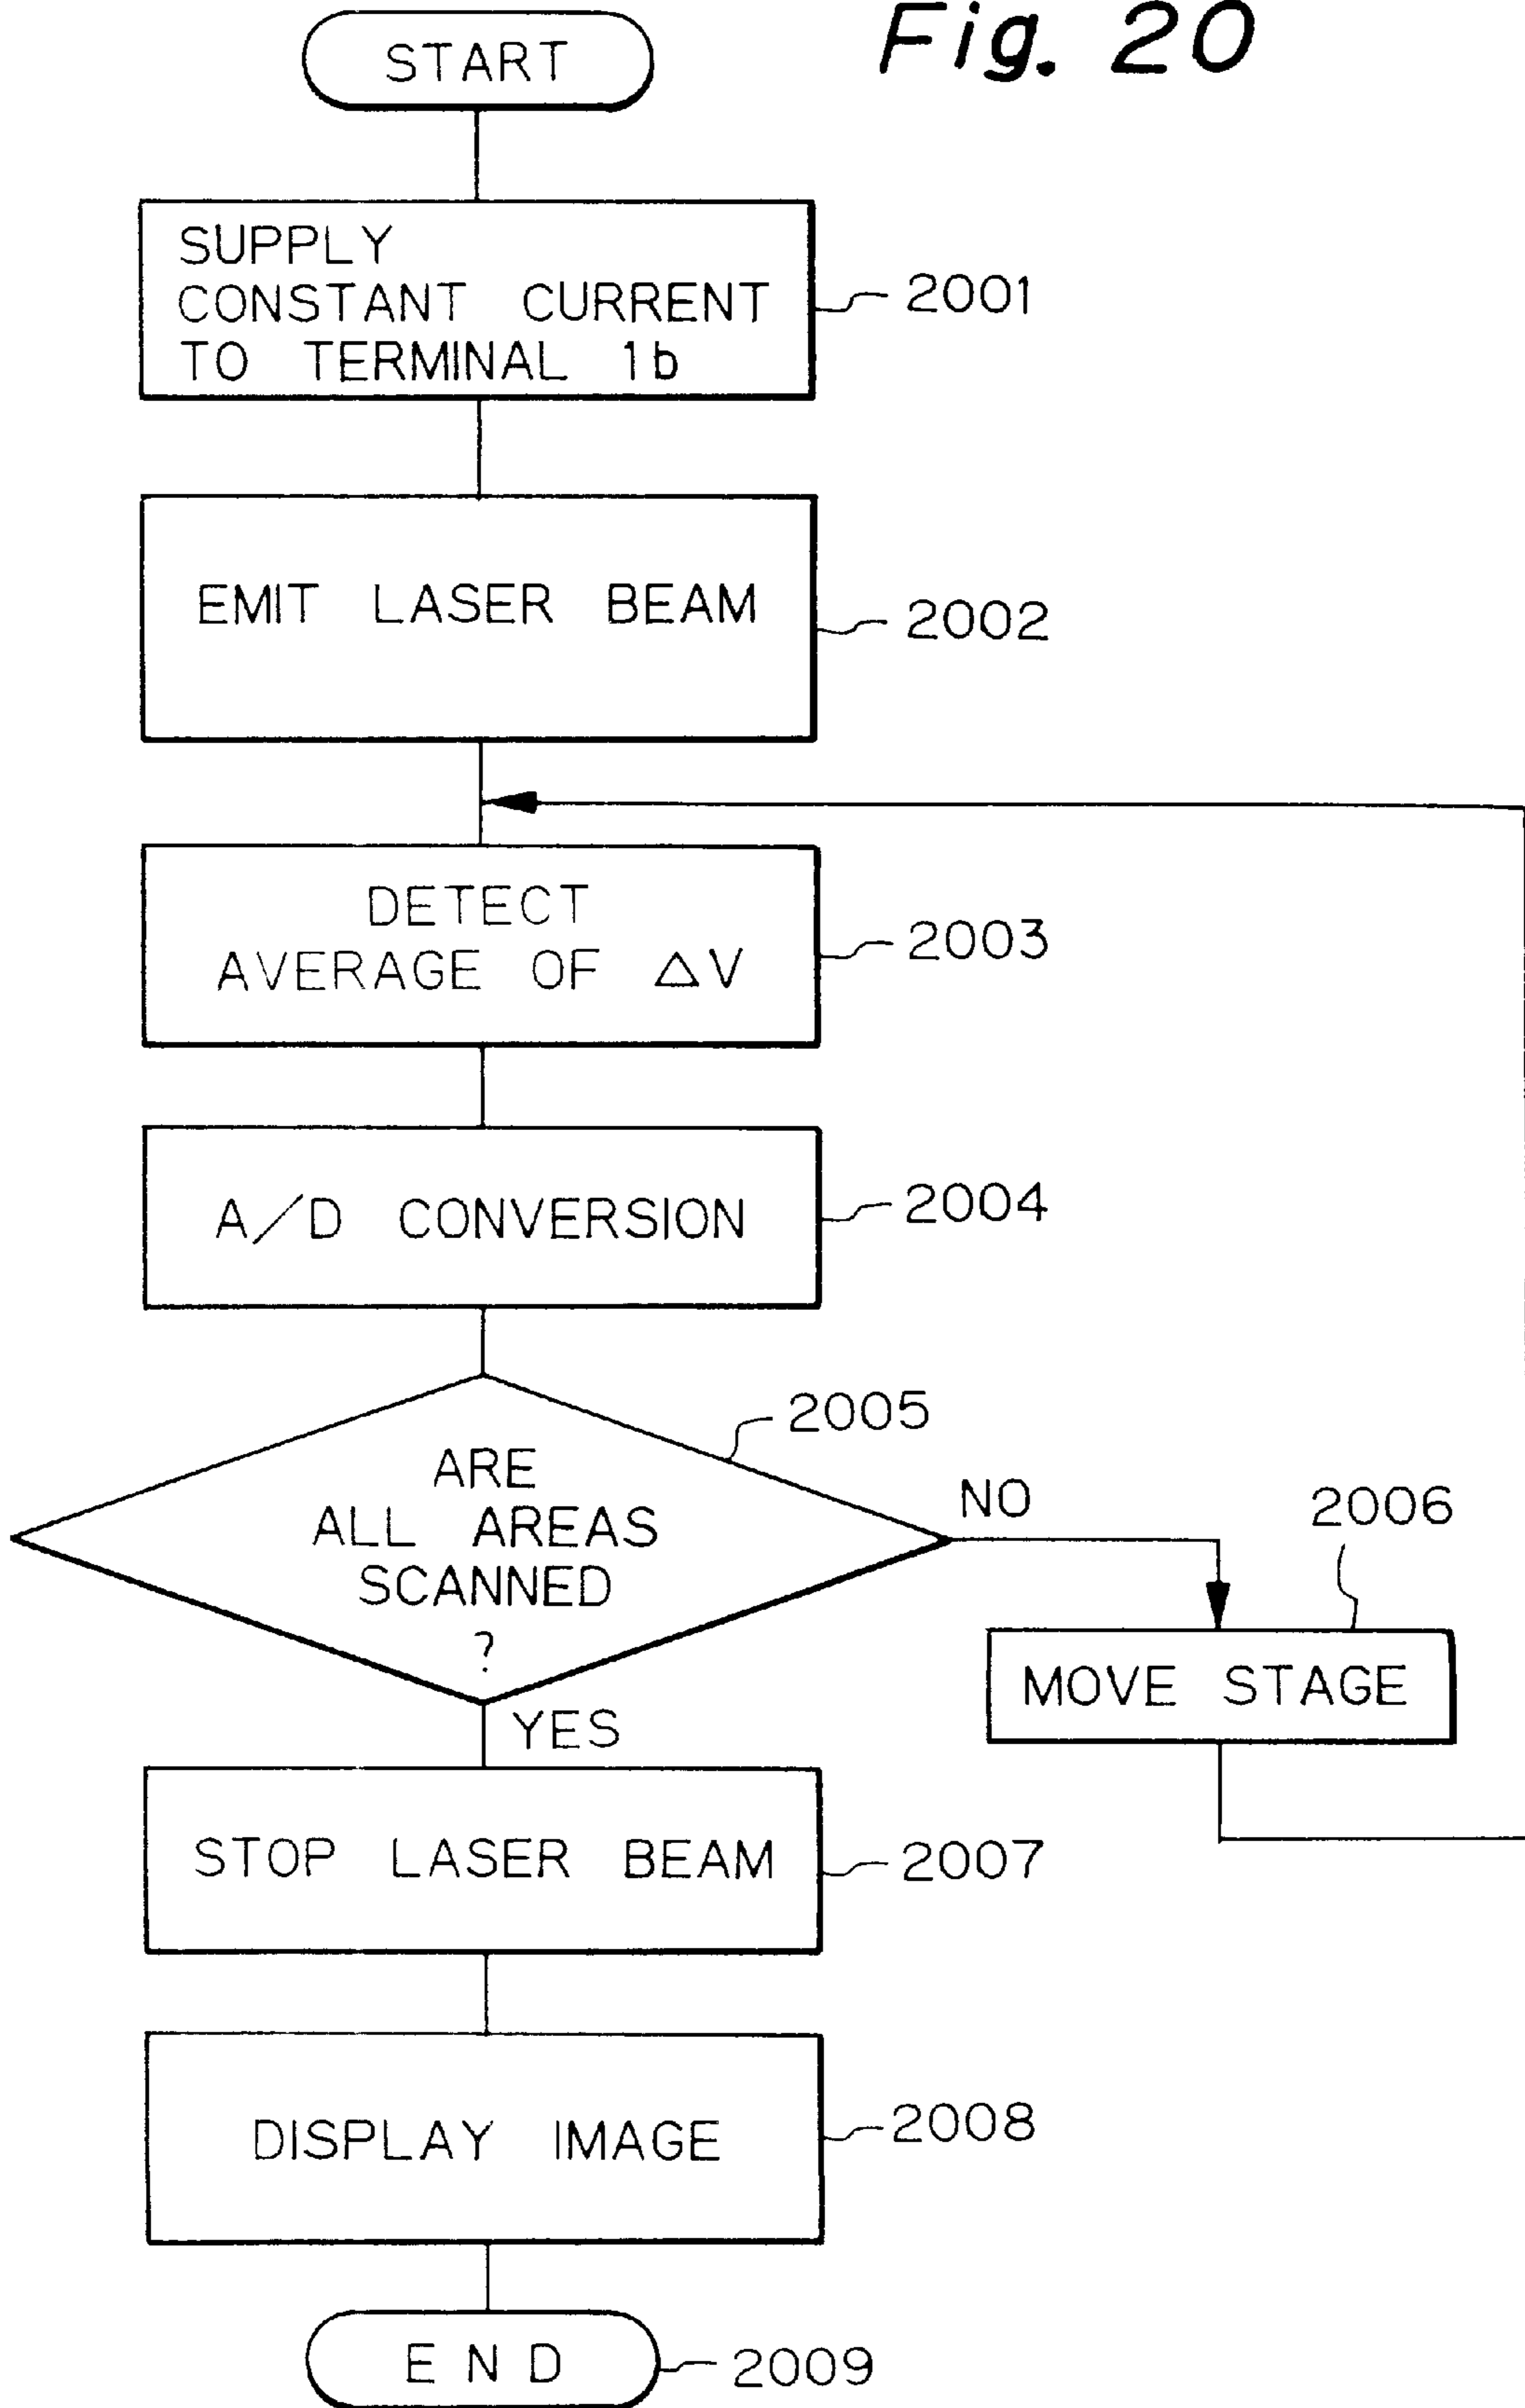 Fig. 20
START
SUPPLY
CONSTANT CURRENT
TO TERMINAL 1b
2001
EMIT LASER BEAM
2002
DETECT
AVERAGE OF △V
2003
A/D CONVERSION
2004
2005
ARE
ALL AREAS
SCANNED
?
NO
2006
MOVE STAGE
YES
STOP LASER BEAM
2007
DISPLAY IMAGE
2008
END
2009